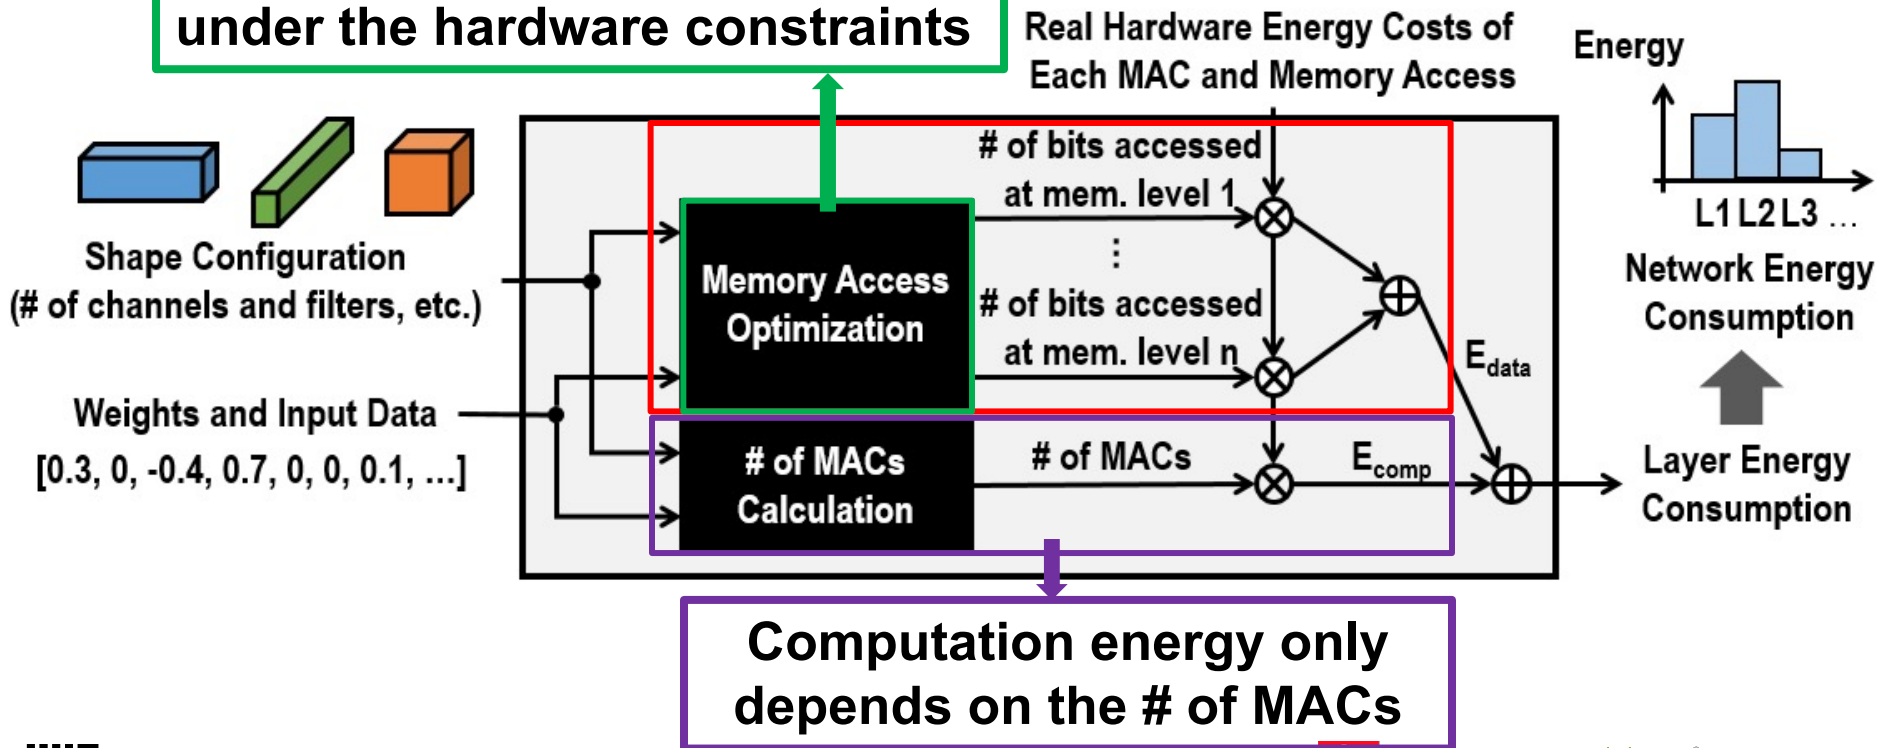 under the hardware constraints
Real Hardware Energy Costs of
Each MAC and Memory Access
Energy
L1 L2 L3 ...
Network Energy
Consumption
Layer Energy
Consumption
Shape Configuration
(# of channels and filters, etc.)
Weights and Input Data
[0.3, 0, -0.4, 0.7, 0, 0, 0.1, ...]
Memory Access
Optimization
# of bits accessed
at mem. level 1
⋮
# of bits accessed
at mem. level n
E_data
# of MACs
Calculation
# of MACs
E_comp
Computation energy only
depends on the # of MACs